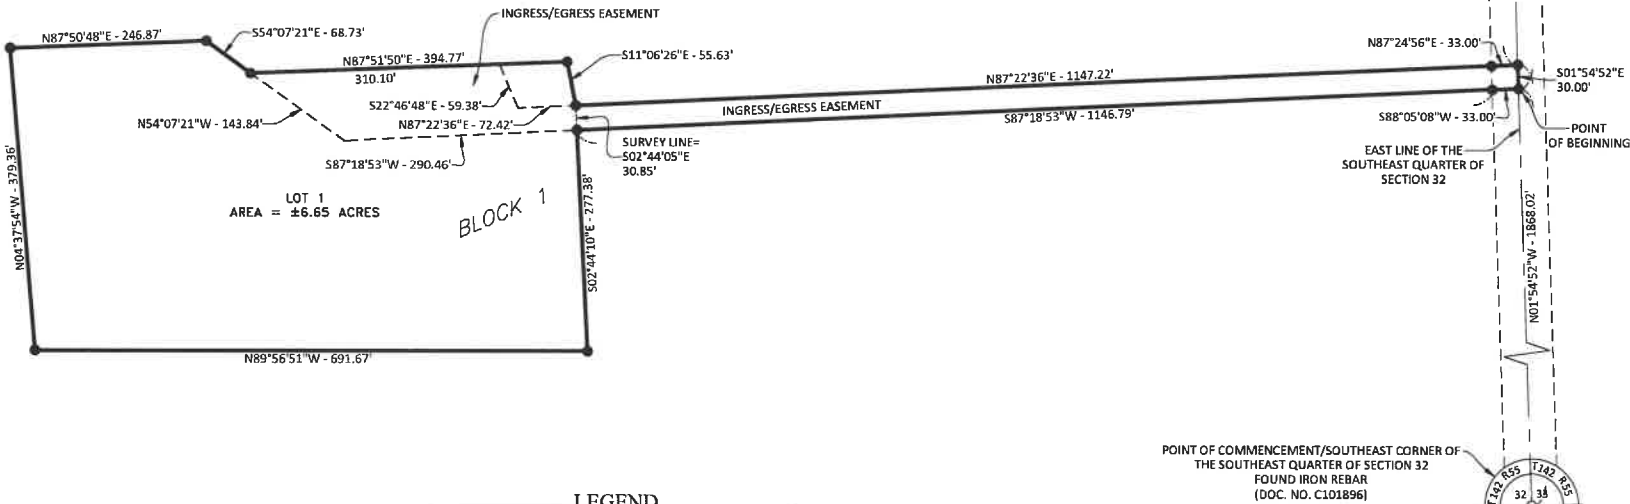 INGRESS/EGRESS EASEMENT
N87°50'48"E - 246.87'
S54°07'21"E - 68.73'
N87°51'50"E - 394.77'
310.10'
S11°06'26"E - 55.63'
N87°24'56"E - 33.00'
S01°54'52"E
30.00'
N87°22'36"E - 1147.22'
S22°46'48"E - 59.38'
INGRESS/EGRESS EASEMENT
N54°07'21"W - 143.84'
N87°22'36"E - 72.42'
S87°18'53"W - 1146.79'
S88°05'08"W - 33.00'
POINT
OF BEGINNING
SURVEY LINE=
S02°44'05"E
30.85'
EAST LINE OF THE
SOUTHEAST QUARTER OF
SECTION 32
S87°18'53"W - 290.46'
N04°37'54"W - 379.36'
LOT 1
AREA = ±6.65 ACRES
BLOCK 1
S02°44'10"E - 277.38'
N01°54'52"W - 1868.02'
N89°56'51"W - 691.67'
POINT OF COMMENCEMENT/SOUTHEAST CORNER OF
THE SOUTHEAST QUARTER OF SECTION 32
FOUND IRON REBAR
(DOC. NO. C101896)
T142 R55
T142 R55
32 33
LEGEND